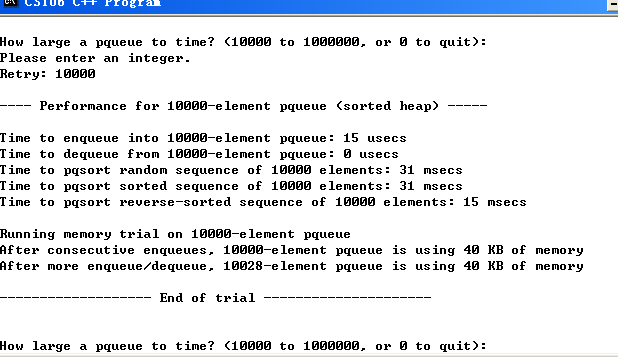 CS106 C++ Program
How large a pqueue to time? (10000 to 1000000, or 0 to quit):
Please enter an integer.
Retry: 10000
---- Performance for 10000-element pqueue (sorted heap) -----
Time to enqueue into 10000-element pqueue: 15 usecs
Time to dequeue from 10000-element pqueue: 0 usecs
Time to pqsort random sequence of 10000 elements: 31 msecs
Time to pqsort sorted sequence of 10000 elements: 31 msecs
Time to pqsort reverse-sorted sequence of 10000 elements: 15 msecs
Running memory trial on 10000-element pqueue
After consecutive enqueues, 10000-element pqueue is using 40 KB of memory
After more enqueue/dequeue, 10028-element pqueue is using 40 KB of memory
------------------ End of trial --------------------
How large a pqueue to time? (10000 to 1000000, or 0 to quit):